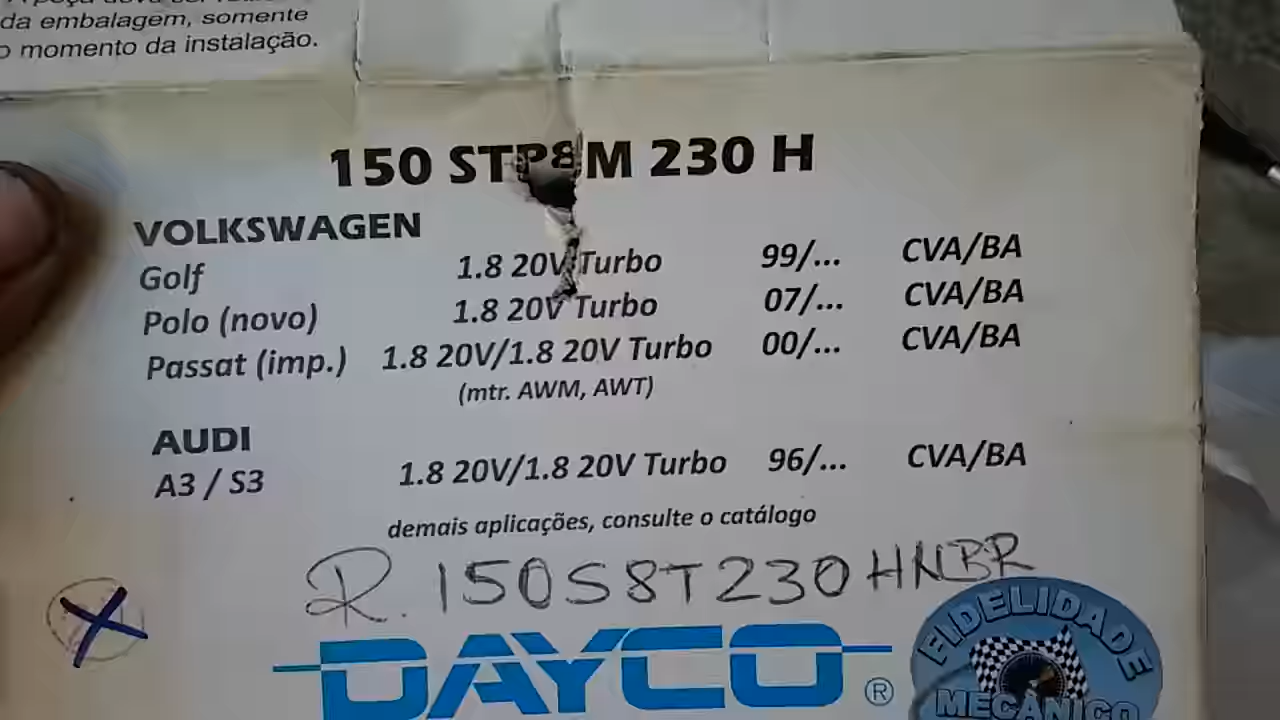 da embalagem, somente
o momento da instalação.
150 STP8M 230 H
VOLKSWAGEN
Golf 1.8 20V Turbo 99/... CVA/BA
Polo (novo) 1.8 20V Turbo 07/... CVA/BA
Passat (imp.) 1.8 20V/1.8 20V Turbo 00/... CVA/BA
(mtr. AWM, AWT)
AUDI
A3 / S3 1.8 20V/1.8 20V Turbo 96/... CVA/BA
demais aplicações, consulte o catálogo
R. 150S8T230HNBR
DAYCO ®
FIDELIDADE
MECÂNICO